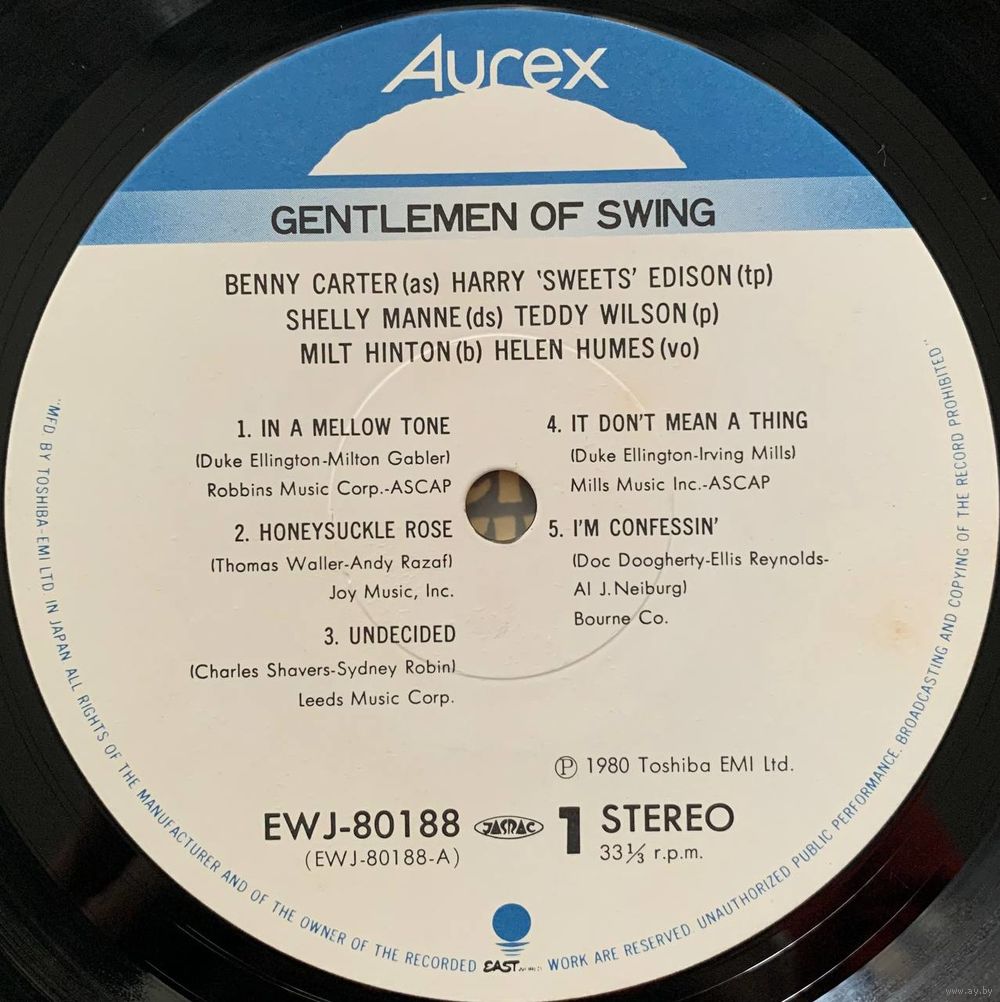 Aurex
GENTLEMEN OF SWING
BENNY CARTER(as) HARRY 'SWEETS' EDISON(tp)
SHELLY MANNE(ds) TEDDY WILSON(p)
MILT HINTON(b) HELEN HUMES(vo)
1. IN A MELLOW TONE
(Duke Ellington-Milton Gabler)
Robbins Music Corp.-ASCAP
2. HONEYSUCKLE ROSE
(Thomas Waller-Andy Razaf)
Joy Music, Inc.
3. UNDECIDED
(Charles Shavers-Sydney Robin)
Leeds Music Corp.
4. IT DON'T MEAN A THING
(Duke Ellington-Irving Mills)
Mills Music Inc.-ASCAP
5. I'M CONFESSIN'
(Doc Doogherty-Ellis Reynolds-
Al J. Neiburg)
Bourne Co.
Ⓟ 1980 Toshiba EMI Ltd.
EWJ-80188 JASRAC 1 STEREO
(EWJ-80188-A) 33⅓ r.p.m.
"MFD BY TOSHIBA-EMI LTD. IN JAPAN ALL RIGHTS OF THE MANUFACTURER AND OF THE OWNER OF THE RECORDED WORK ARE RESERVED UNAUTHORIZED PUBLIC PERFORMANCE. BROADCASTING AND COPYING OF THE RECORD PROHIBITED"
EAST
www.ay.by